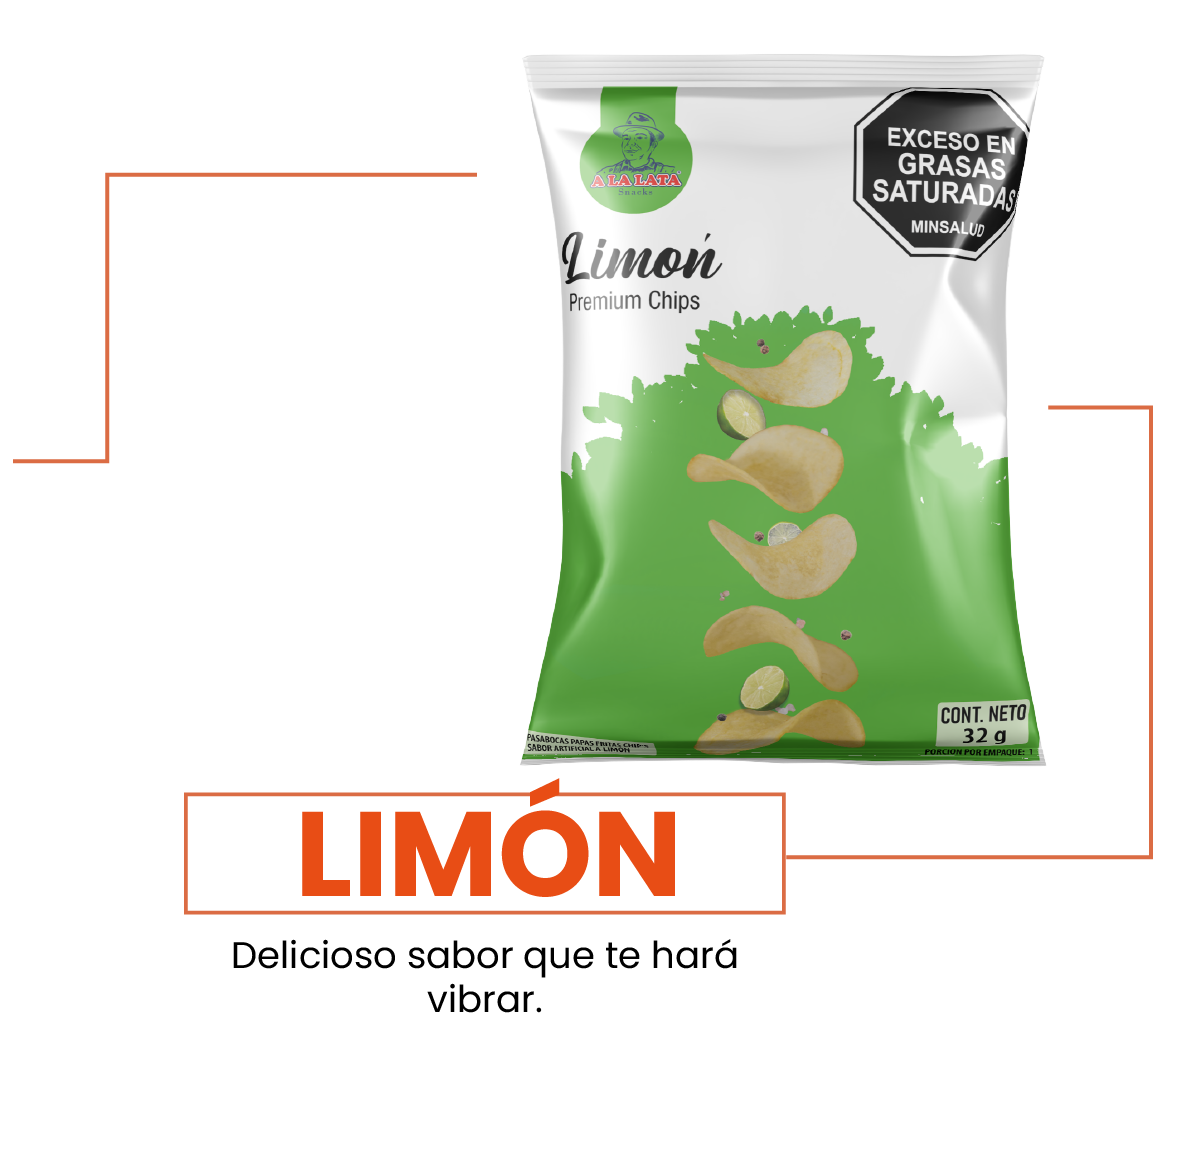 A LA LATA
Snacks
EXCESO EN
GRASAS
SATURADAS
MINSALUD
Limoń
Premium Chips
CONT. NETO
32 g
PORCIÓN POR EMPAQUE: 1
PASABOCAS PAPAS FRITAS CHIPS
SABOR ARTIFICIAL A LIMÓN
LIMÓN
Delicioso sabor que te hará
vibrar.